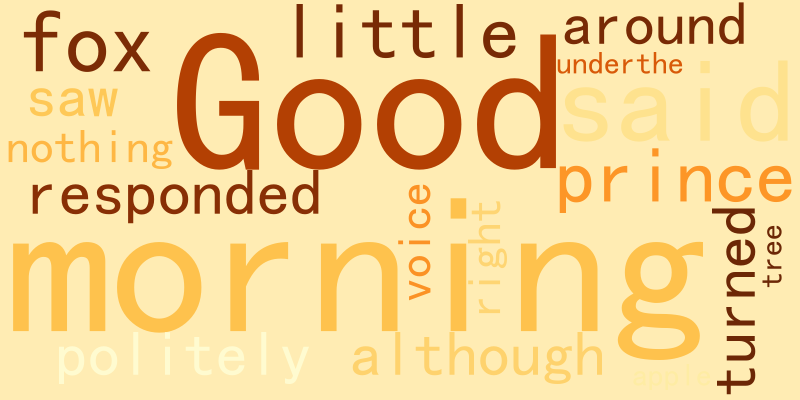 fox
little
around
Good
underthe
saw
said
nothing
prince
responded
voice
right
morning
turned
tree
politely
although